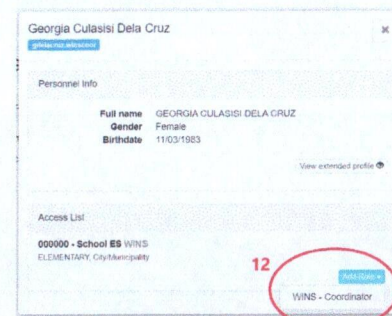 Georgia Culasisi Dela Cruz
×
Personnel Info
Full name GEORGIA CULASISI DELA CRUZ
Gender Female
Birthdate 11/03/1983
View extended profile
Access List
000000 - School ES WINS
ELEMENTARY, City/Municipality
12
Add Role
WINS - Coordinator